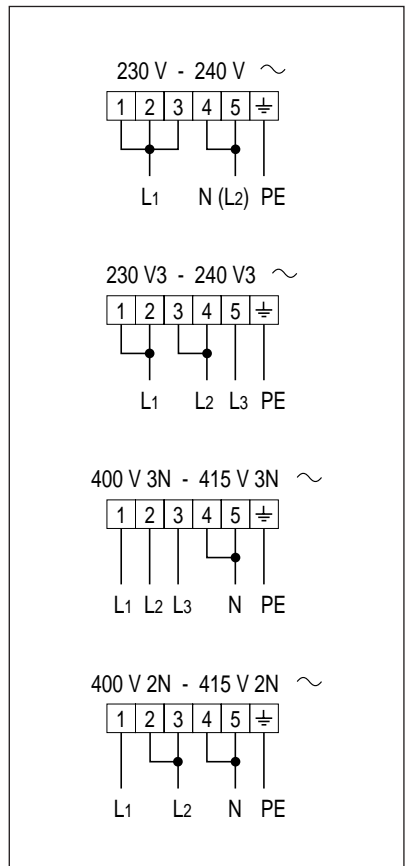 230 V - 240 V ~
1 2 3 4 5 ⏚
L1 N (L2) PE
230 V3 - 240 V3 ~
1 2 3 4 5 ⏚
L1 L2 L3 PE
400 V 3N - 415 V 3N ~
1 2 3 4 5 ⏚
L1 L2 L3 N PE
400 V 2N - 415 V 2N ~
1 2 3 4 5 ⏚
L1 L2 N PE